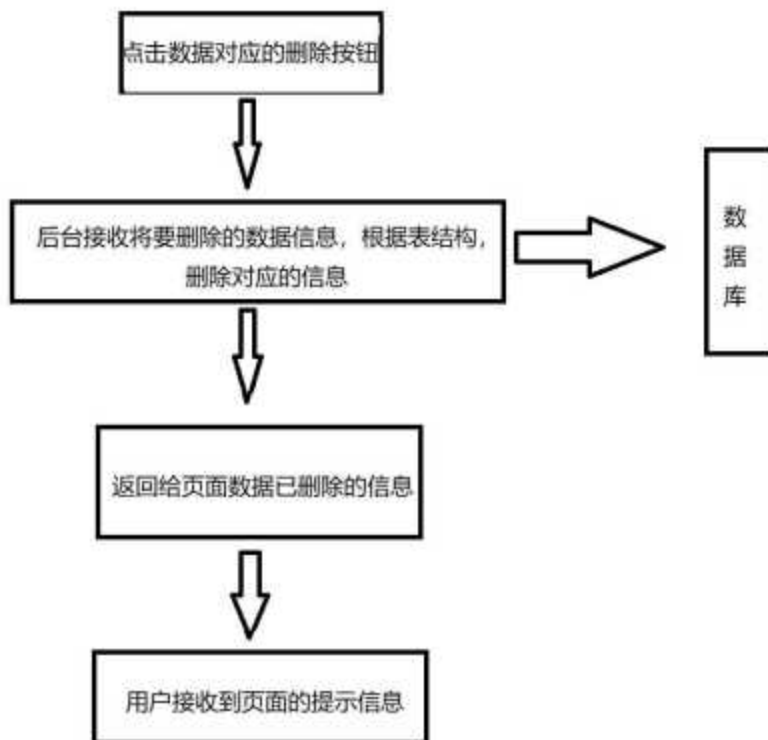 点击数据对应的删除按钮
后台接收将要删除的数据信息，根据表结构，
删除对应的信息
数
据
库
返回给页面数据已删除的信息
用户接收到页面的提示信息